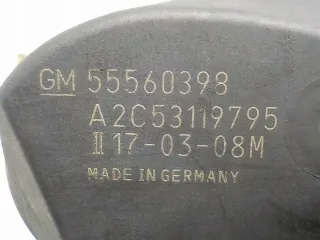 GM 55560398
A2C53119795
II 17-03-08M
MADE IN GERMANY